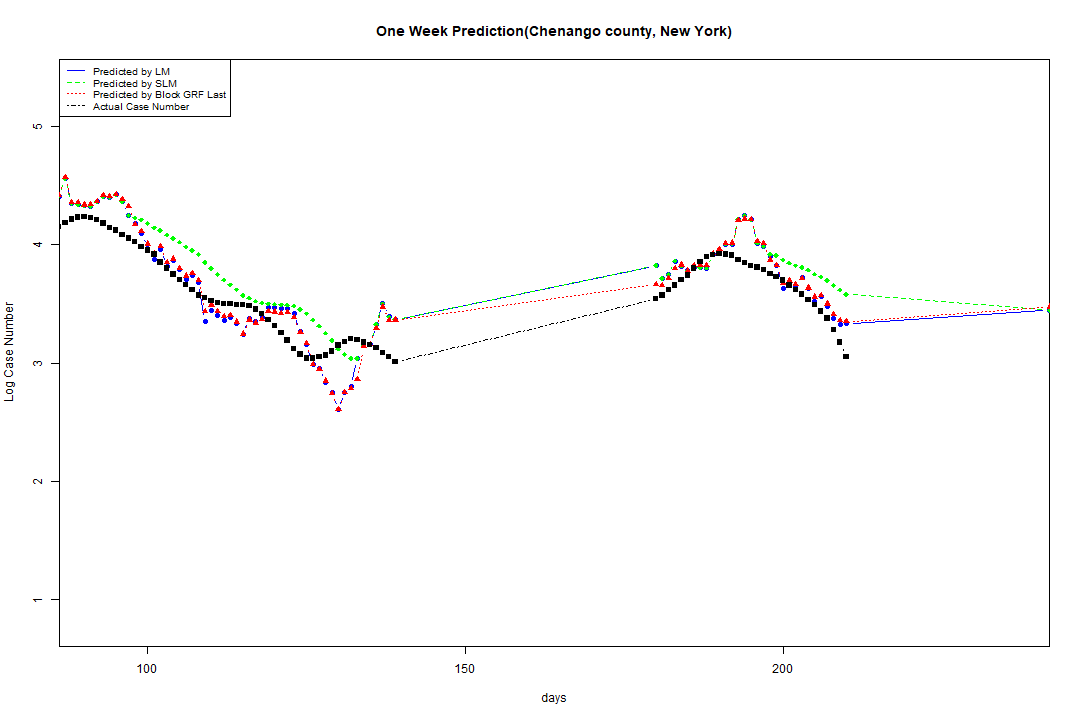 One Week Prediction(Chenango county, New York)
Predicted by LM
Predicted by SLM
Predicted by Block GRF Last
Actual Case Number
5
4
3
2
1
Log Case Number
100 150 200
days